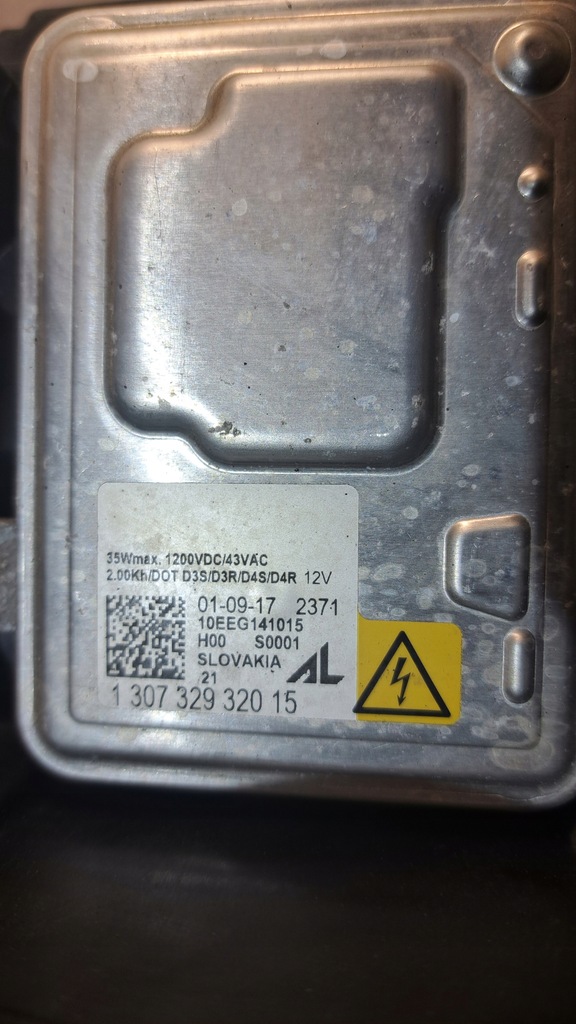 35Wmax. 1200VDC/43VAC
2.00Kh/DOT D3S/D3R/D4S/D4R 12V
01-09-17 2371
10EEG141015
H00 S0001
SLOVAKIA AL
21
1 307 329 320 15